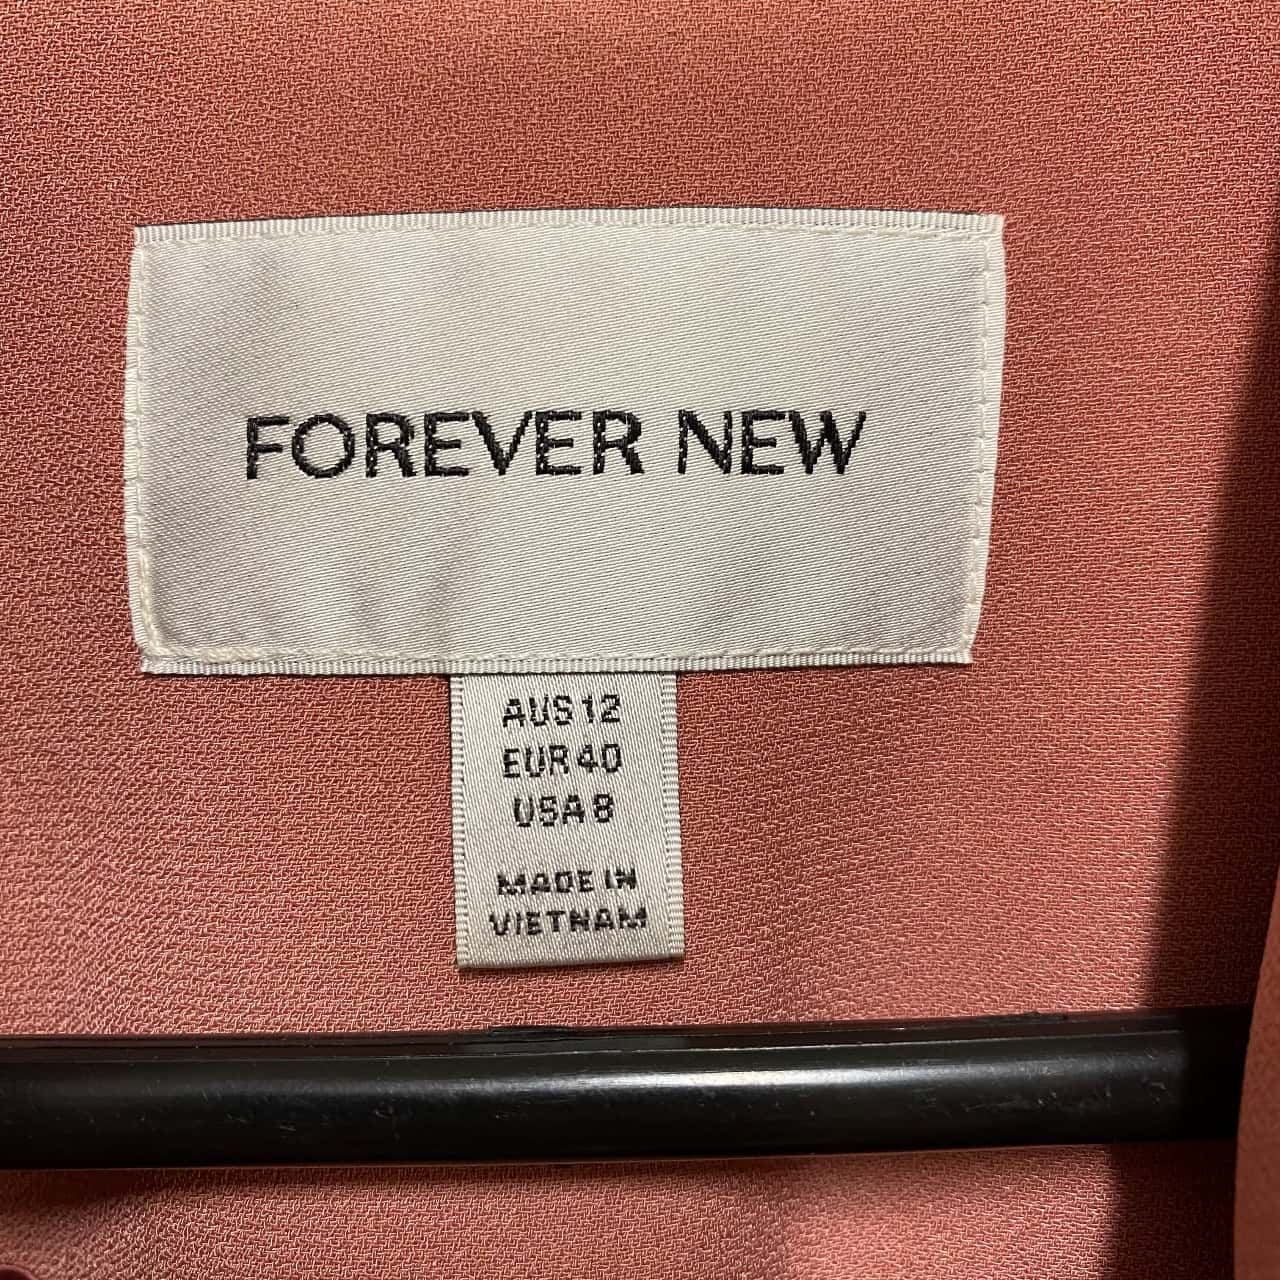 FOREVER NEW
AUS 12
EUR 40
USA 8
MADE IN
VIETNAM